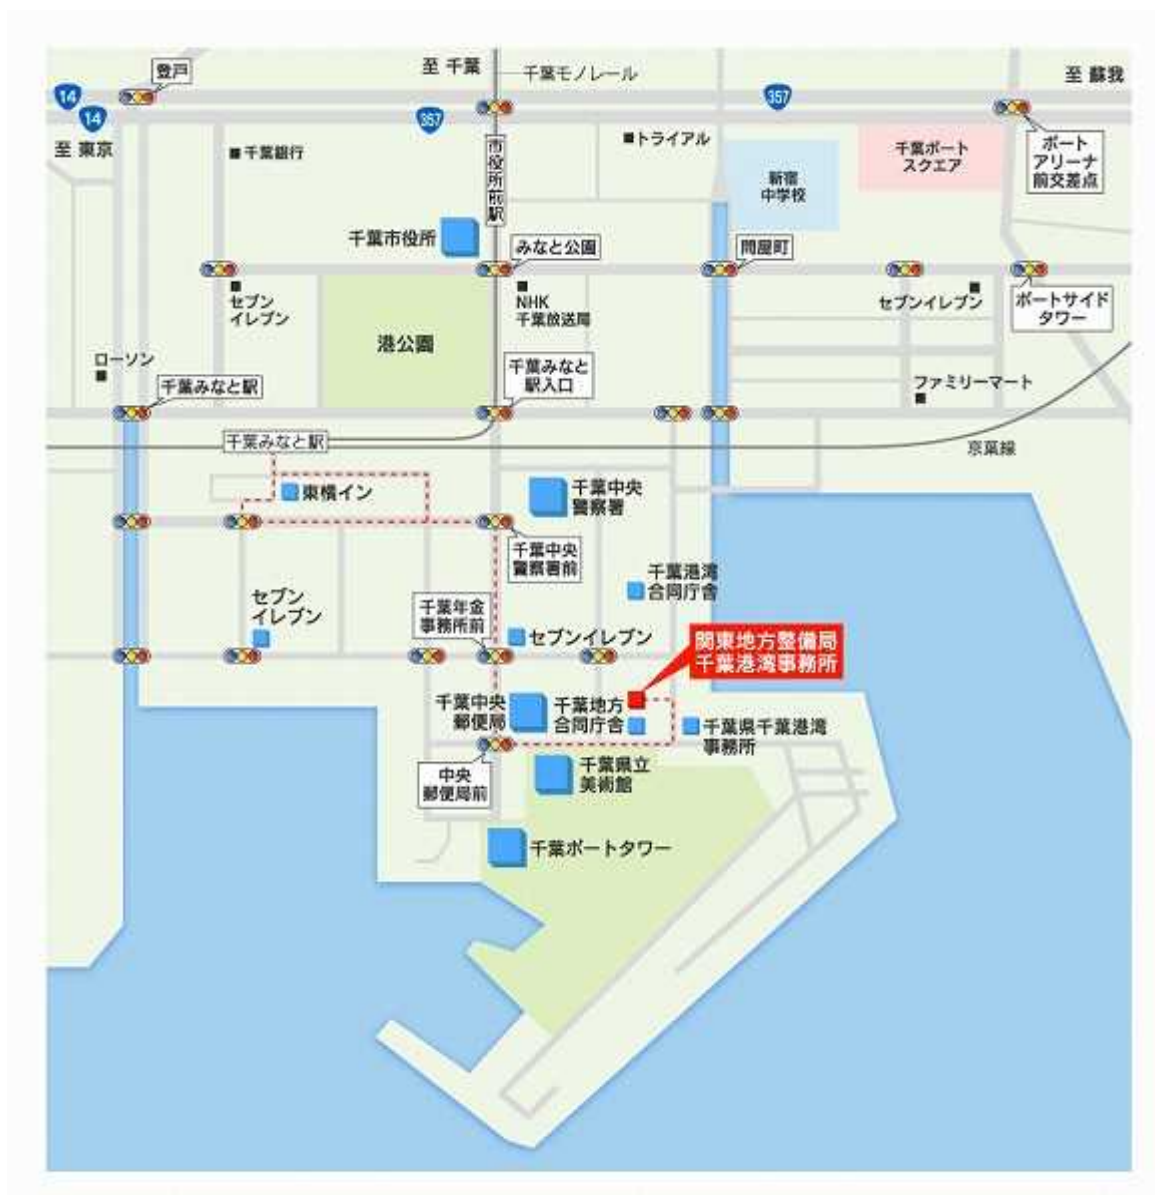 登戸
至 千葉
千葉モノレール
至 蘇我
14
14
357
357
至 東京
千葉銀行
市役所前駅
トライアル
新宿
中学校
千葉ポート
スクエア
ポート
アリーナ
前交差点
千葉市役所
みなと公園
問屋町
セブン
イレブン
NHK
千葉放送局
セブンイレブン
ポートサイド
タワー
港公園
ローソン
千葉みなと駅
千葉みなと
駅入口
ファミリーマート
千葉みなと駅
京葉線
東横イン
千葉中央
警察署
千葉中央
警察署前
千葉港湾
合同庁舎
セブン
イレブン
千葉年金
事務所前
セブンイレブン
関東地方整備局
千葉港湾事務所
千葉中央
郵便局
千葉地方
合同庁舎
千葉県千葉港湾
事務所
中央
郵便局前
千葉県立
美術館
千葉ポートタワー